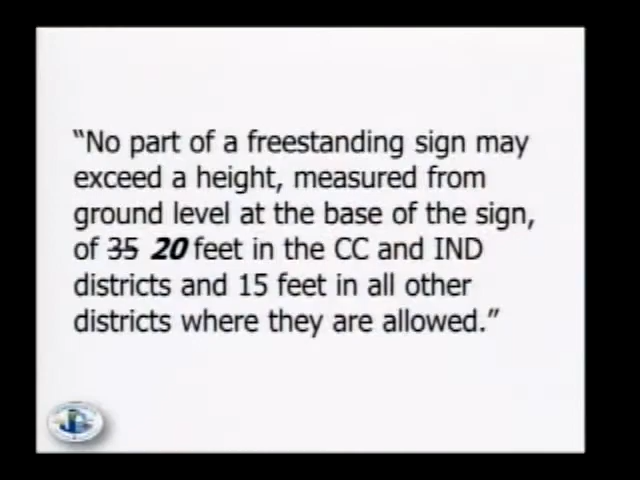 “No part of a freestanding sign may
exceed a height, measured from
ground level at the base of the sign,
of 35 20 feet in the CC and IND
districts and 15 feet in all other
districts where they are allowed.”